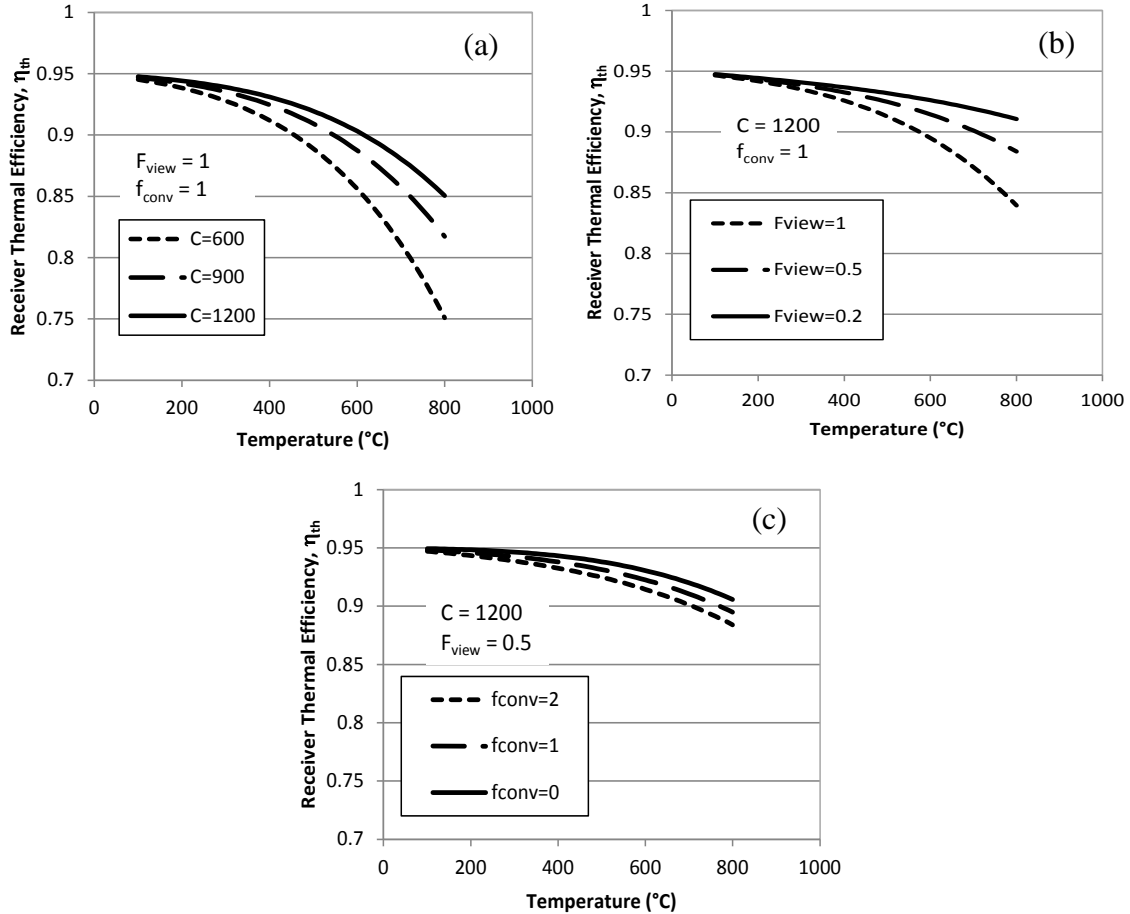 (a)
1
0.95
0.9
0.85
0.8
0.75
0.7
Receiver Thermal Efficiency, ηth
Fview = 1
fconv = 1
C=600
C=900
C=1200
0 200 400 600 800 1000
Temperature (°C)
(b)
1
0.95
0.9
0.85
0.8
0.75
0.7
Receiver Thermal Efficiency, ηth
C = 1200
fconv = 1
Fview=1
Fview=0.5
Fview=0.2
0 200 400 600 800 1000
Temperature (°C)
(c)
1
0.95
0.9
0.85
0.8
0.75
0.7
Receiver Thermal Efficiency, ηth
C = 1200
Fview = 0.5
fconv=2
fconv=1
fconv=0
0 200 400 600 800 1000
Temperature (°C)